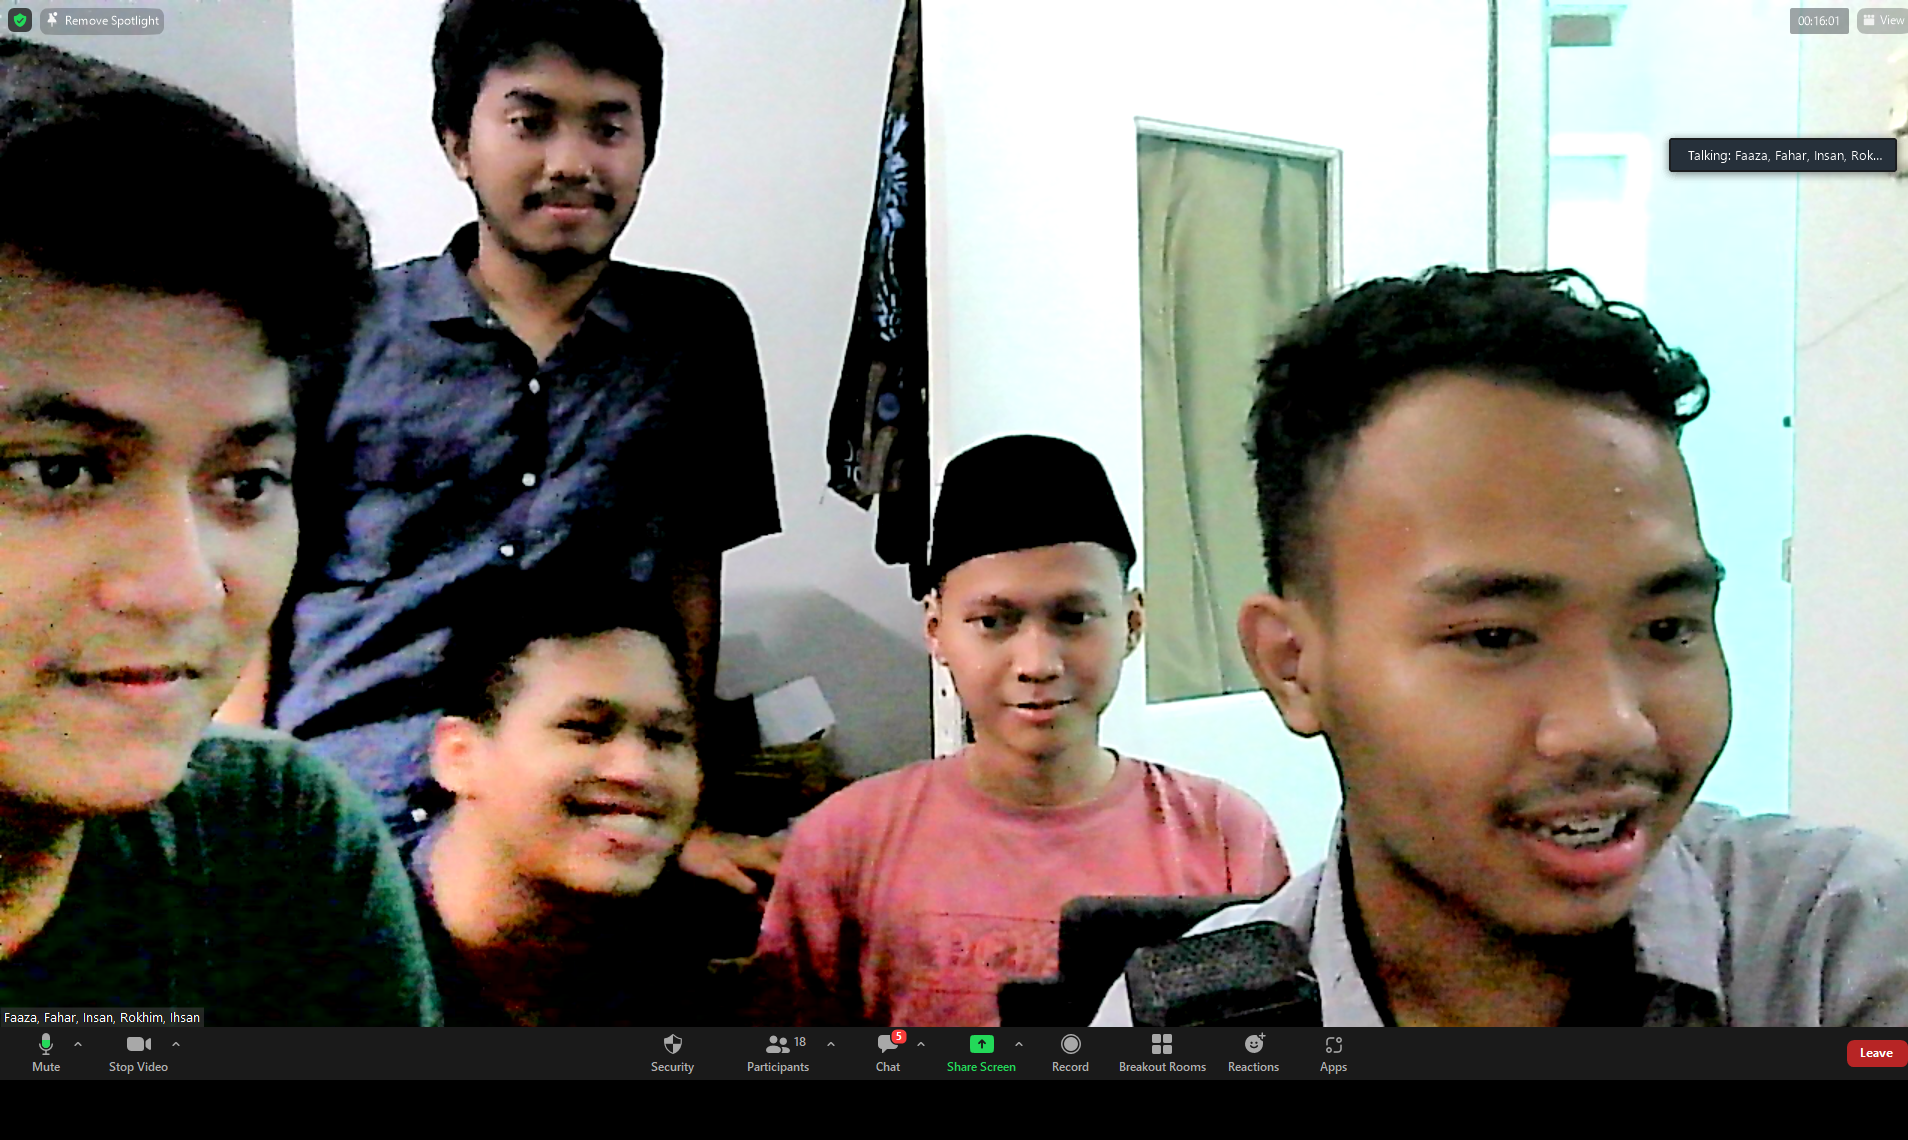 Remove Spotlight
00:16:01
View
Talking: Faaza, Fahar, Insan, Rok...
Faaza, Fahar, Insan, Rokhim, Ihsan
Mute
Stop Video
Security
18
Participants
5
Chat
Share Screen
Record
Breakout Rooms
Reactions
Apps
Leave